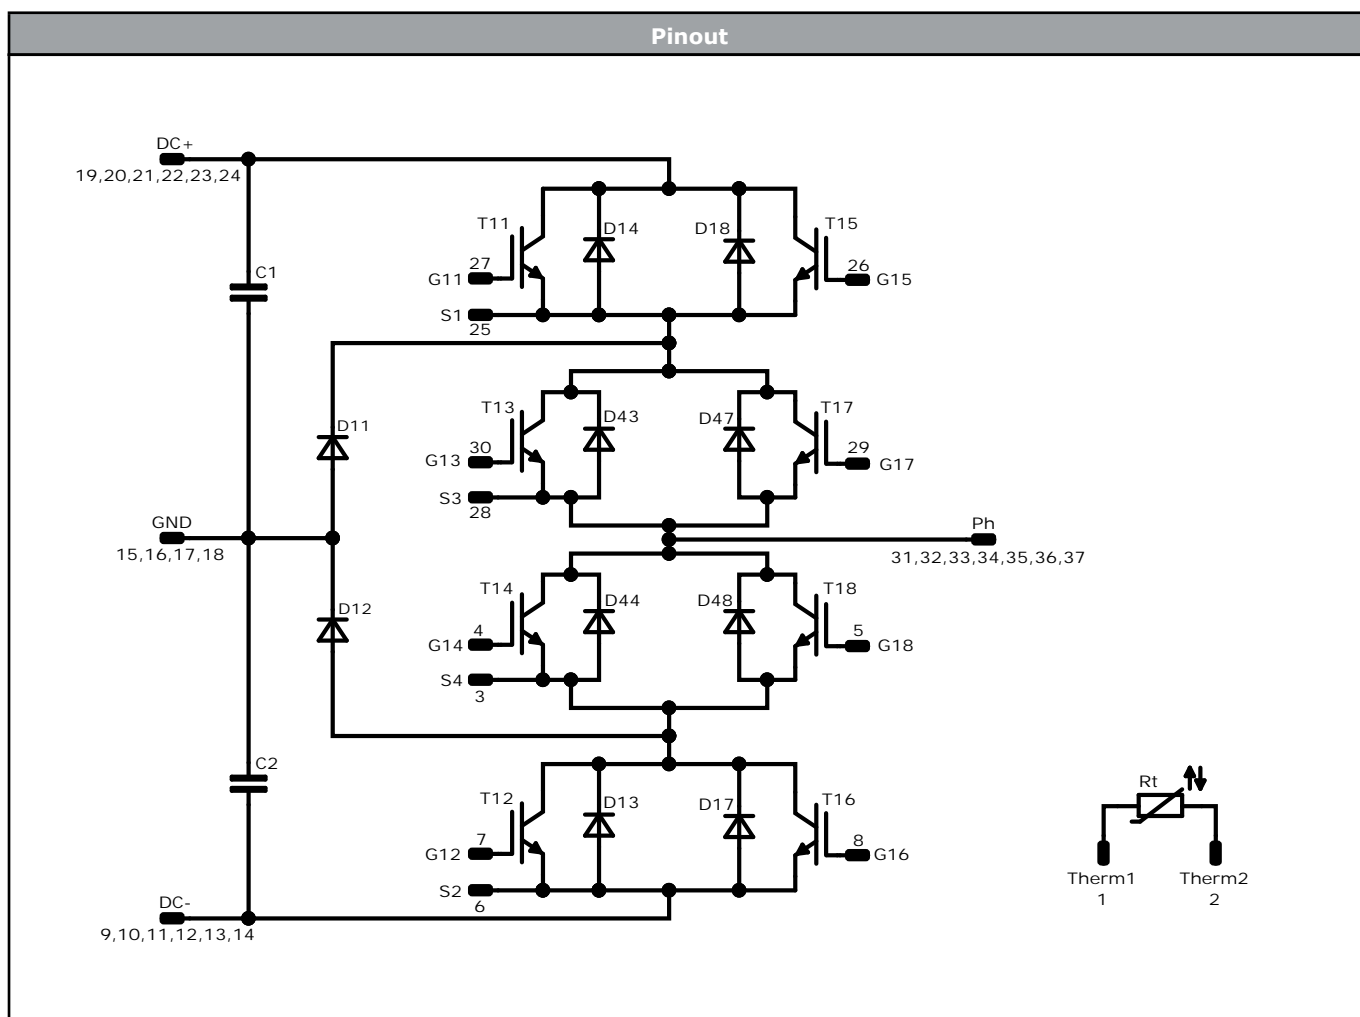 Pinout
DC+
19,20,21,22,23,24
T11
D14
D18
T15
27
G11
26
G15
C1
S1
25
T13
D43
D47
T17
D11
30
G13
29
G17
S3
28
GND
15,16,17,18
Ph
31,32,33,34,35,36,37
T14
D44
D48
T18
D12
4
G14
5
G18
S4
3
C2
T12
D13
D17
T16
Rt
7
G12
8
G16
Therm1
1
Therm2
2
S2
6
DC-
9,10,11,12,13,14